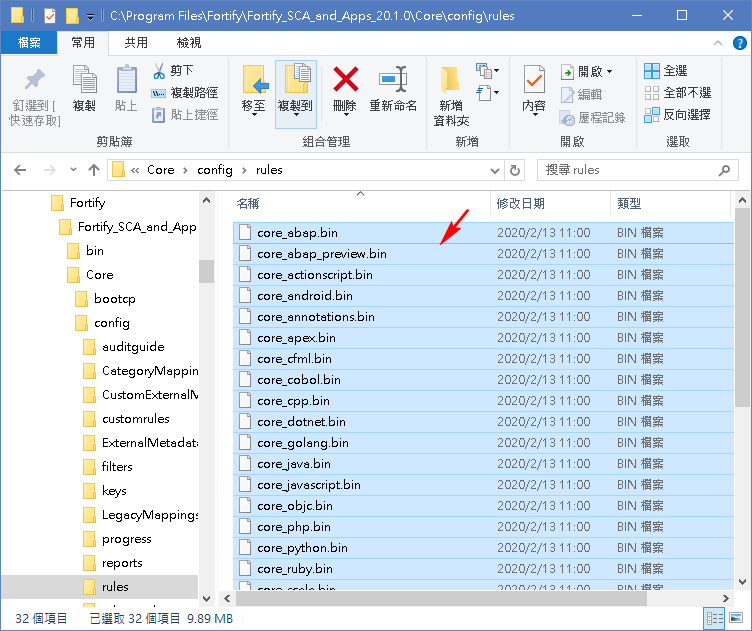 C:\Program Files\Fortify\Fortify_SCA_and_Apps_20.1.0\Core\config\rules
檔案 常用 共用 檢視
釘選到 [
快速存取]
複製
貼上
剪下
複製路徑
貼上捷徑
剪貼簿
移至
複製到
刪除
重新命名
組合管理
新增
資料夾
新增
內容
開啟
編輯
歷程記錄
開啟
全選
全部不選
反向選擇
選取
« Core › config › rules
搜尋 rules
Fortify
Fortify_SCA_and_App
bin
Core
bootcp
config
auditguide
CategoryMappin
CustomExternalM
customrules
ExternalMetadata
filters
keys
LegacyMappings
progress
reports
rules
名稱 修改日期 類型
core_abap.bin 2020/2/13 11:00 BIN 檔案
core_abap_preview.bin 2020/2/13 11:00 BIN 檔案
core_actionscript.bin 2020/2/13 11:00 BIN 檔案
core_android.bin 2020/2/13 11:00 BIN 檔案
core_annotations.bin 2020/2/13 11:00 BIN 檔案
core_apex.bin 2020/2/13 11:00 BIN 檔案
core_cfml.bin 2020/2/13 11:00 BIN 檔案
core_cobol.bin 2020/2/13 11:00 BIN 檔案
core_cpp.bin 2020/2/13 11:00 BIN 檔案
core_dotnet.bin 2020/2/13 11:00 BIN 檔案
core_golang.bin 2020/2/13 11:00 BIN 檔案
core_java.bin 2020/2/13 11:00 BIN 檔案
core_javascript.bin 2020/2/13 11:00 BIN 檔案
core_objc.bin 2020/2/13 11:00 BIN 檔案
core_php.bin 2020/2/13 11:00 BIN 檔案
core_python.bin 2020/2/13 11:00 BIN 檔案
core_ruby.bin 2020/2/13 11:00 BIN 檔案
32 個項目 已選取 32 個項目 9.89 MB